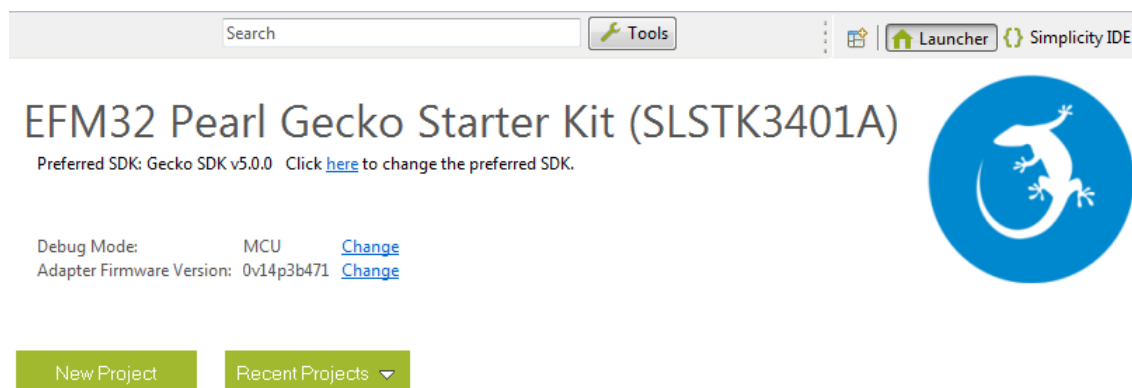 Search Tools Launcher {} Simplicity IDE
EFM32 Pearl Gecko Starter Kit (SLSTK3401A)
Preferred SDK: Gecko SDK v5.0.0 Click here to change the preferred SDK.
Debug Mode: MCU Change
Adapter Firmware Version: 0v14p3b471 Change
New Project Recent Projects